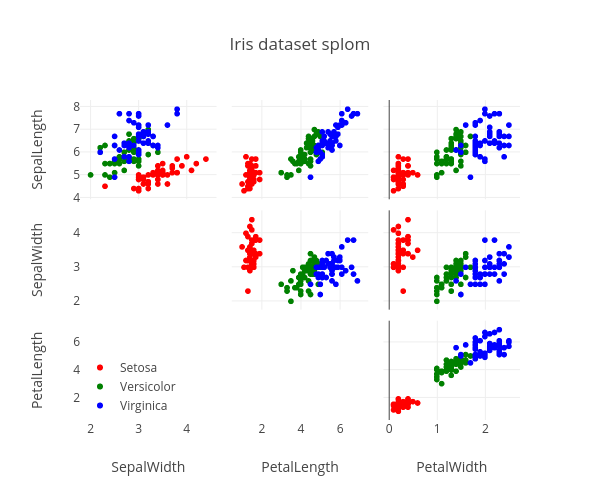 Iris dataset splom
SepalLength
8
7
6
5
4
SepalWidth
4
3
2
PetalLength
6
4
2
Setosa
Versicolor
Virginica
2 3 4
2 4 6
0 1 2
SepalWidth PetalLength PetalWidth